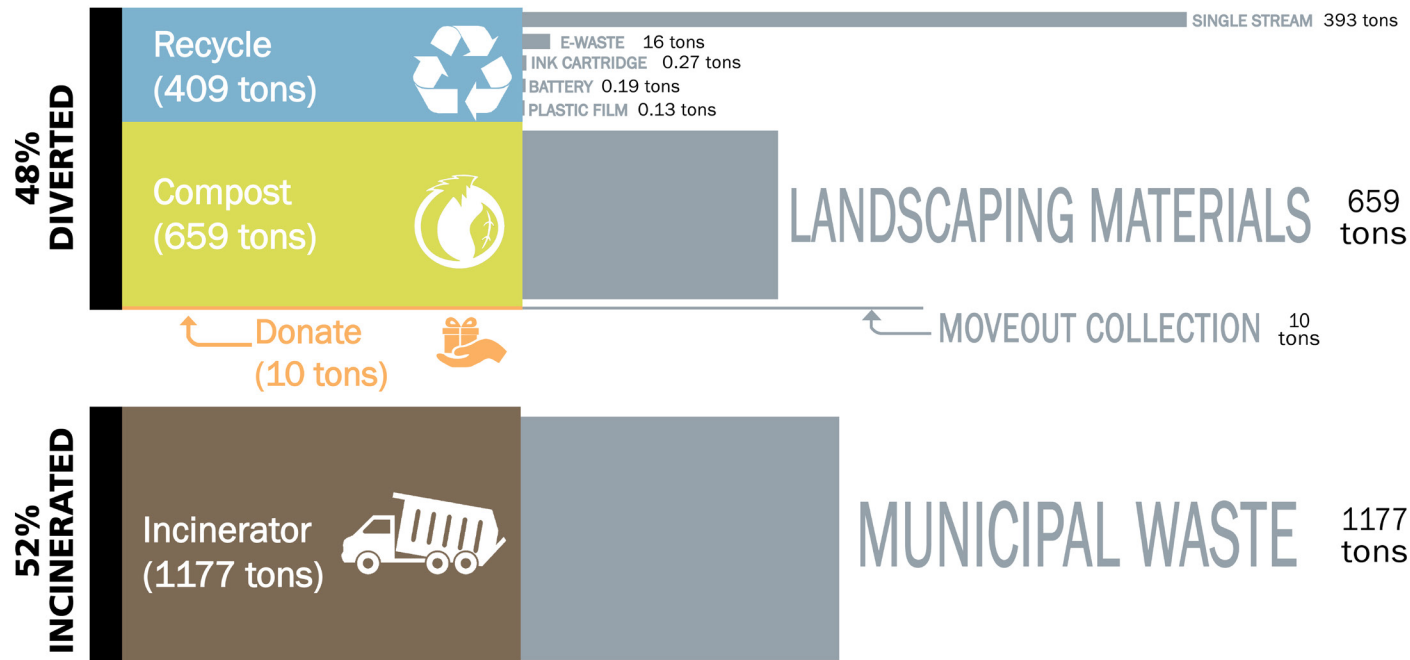 48%
DIVERTED
Recycle
(409 tons)
SINGLE STREAM 393 tons
E-WASTE 16 tons
INK CARTRIDGE 0.27 tons
BATTERY 0.19 tons
PLASTIC FILM 0.13 tons
Compost
(659 tons)
LANDSCAPING MATERIALS
659
tons
Donate
(10 tons)
MOVEOUT COLLECTION
10
tons
52%
INCINERATED
Incinerator
(1177 tons)
MUNICIPAL WASTE
1177
tons